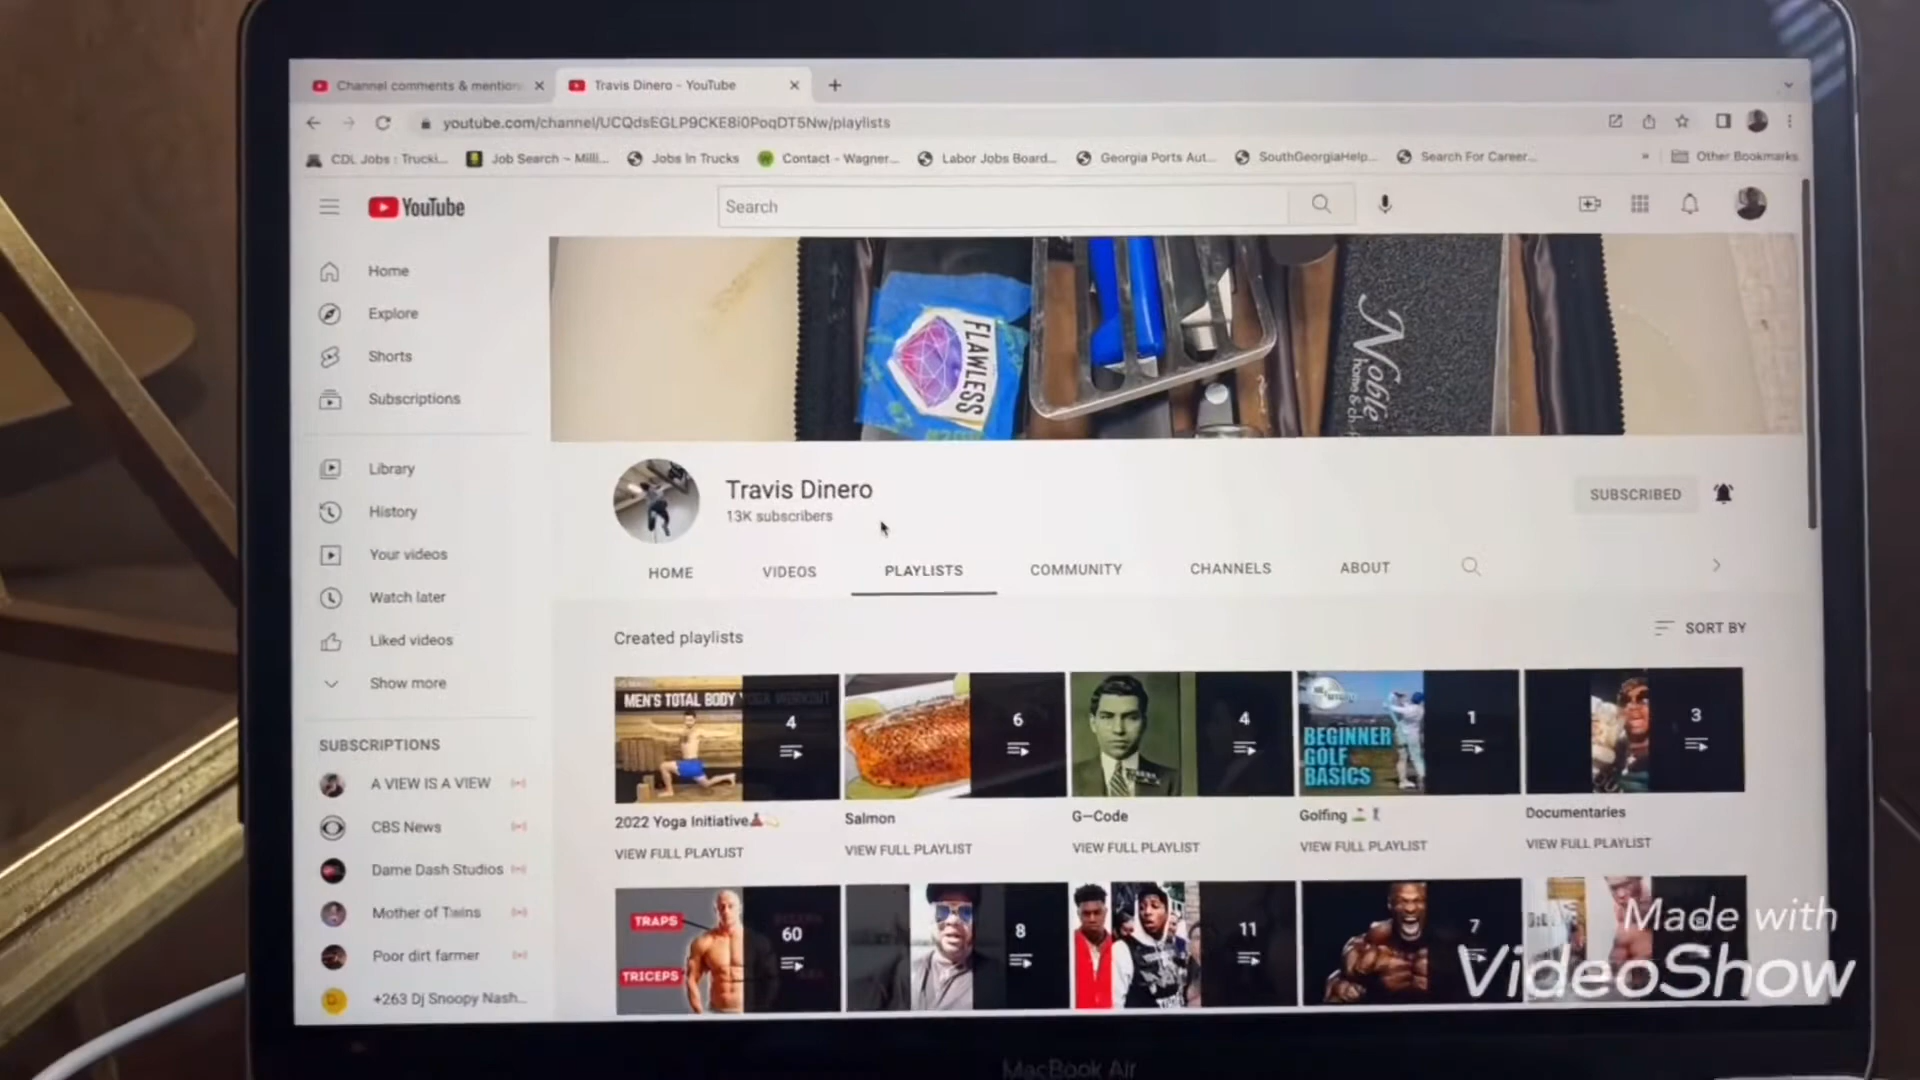 Channel comments & mention
Travis Dinero - YouTube
youtube.com/channel/UCQdsEGLP9CKE8i0PoqDT5Nw/playlists
CDL Jobs : Trucki... Job Search ~ Milli... Jobs In Trucks Contact - Wagner... Labor Jobs Board... Georgia Ports Aut... SouthGeorgiaHelp... Search For Career... » Other Bookmarks
YouTube
Search
Home
Explore
Shorts
Subscriptions
Library
History
Your videos
Watch later
Liked videos
Show more
SUBSCRIPTIONS
A VIEW IS A VIEW
CBS News
Dame Dash Studios
Mother of Twins
Poor dirt farmer
+263 Dj Snoopy Nash...
FLAWLESS
Noble
home & ch
Travis Dinero
13K subscribers
SUBSCRIBED
HOME VIDEOS PLAYLISTS COMMUNITY CHANNELS ABOUT
Created playlists
SORT BY
MEN'S TOTAL BODY
4
6
4
BEGINNER
GOLF
BASICS
1
3
2022 Yoga Initiative
VIEW FULL PLAYLIST
Salmon
VIEW FULL PLAYLIST
G-Code
VIEW FULL PLAYLIST
Golfing
VIEW FULL PLAYLIST
Documentaries
VIEW FULL PLAYLIST
TRAPS
TRICEPS
60
8
11
7
Made with
VideoShow
MacBook Air